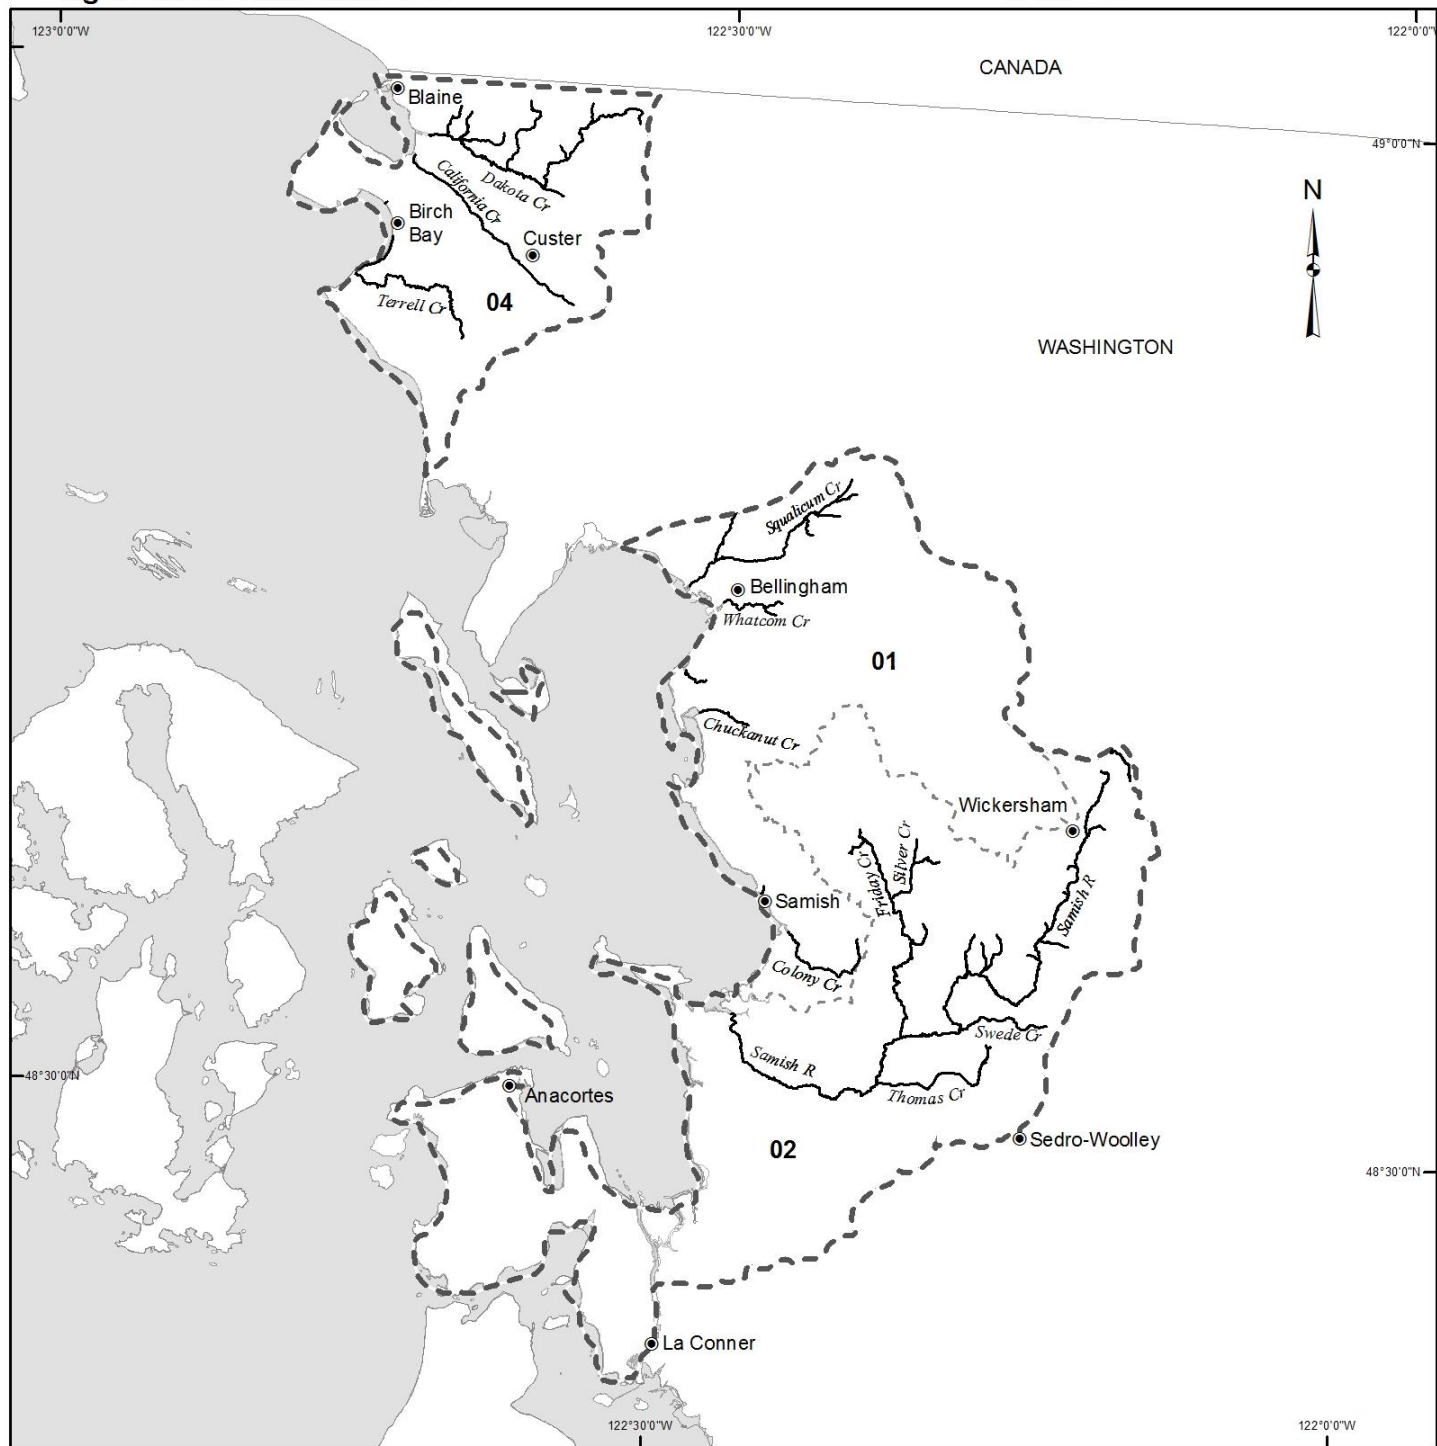 123°0'0"W
122°30'0"W
122°0'0"W
CANADA
Blaine
49°0'0"N
Dakota Cr
California Cr
N
Birch
Bay
Custer
Terrell Cr
04
WASHINGTON
Squalicum Cr
Bellingham
Whatcom Cr
01
Chuckanut Cr
Wickersham
Friday Cr
Silver Cr
Samish R
Samish
Colony Cr
Swede Cr
Samish R
48°30'0"N
Anacortes
Thomas Cr
02
Sedro-Woolley
48°30'0"N
La Conner
122°30'0"W
122°0'0"W